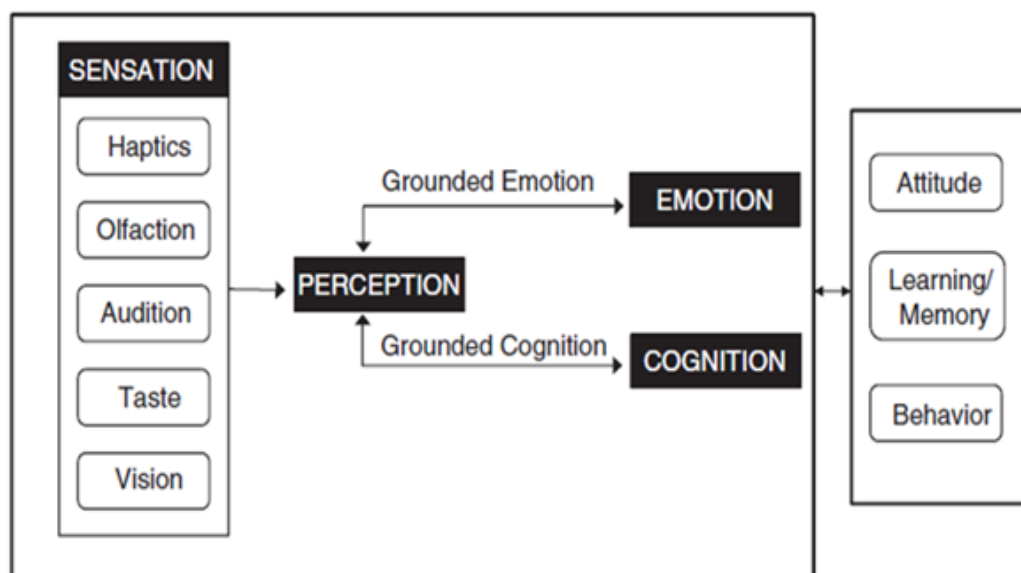 SENSATION
Haptics
Olfaction
Audition
Taste
Vision
PERCEPTION
Grounded Emotion
EMOTION
Grounded Cognition
COGNITION
Attitude
Learning/
Memory
Behavior